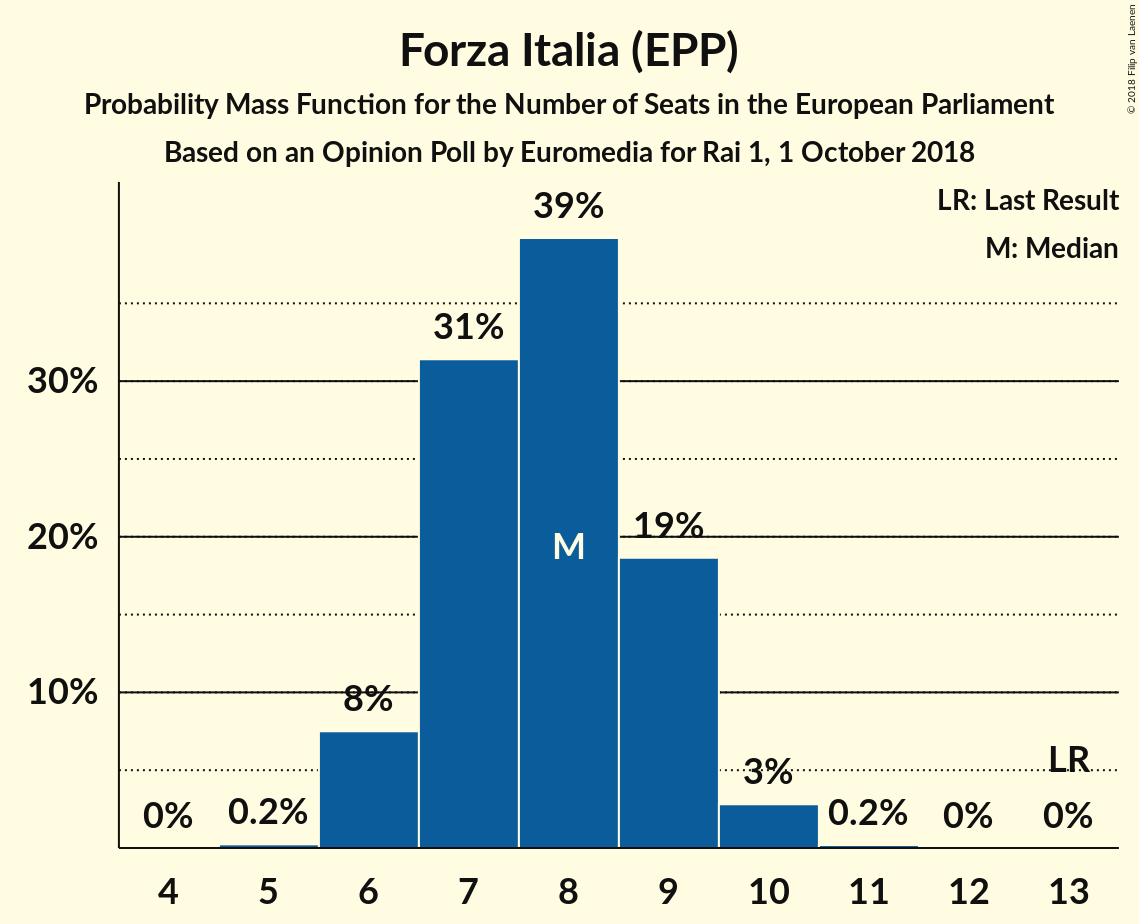 Forza Italia (EPP)
Probability Mass Function for the Number of Seats in the European Parliament
Based on an Opinion Poll by Euromedia for Rai 1, 1 October 2018
© 2018 Filip van Laenen
LR: Last Result
M: Median
39%
31%
30%
20%
19%
M
10%
8%
LR
3%
0%
0.2%
0.2%
0%
0%
4 5 6 7 8 9 10 11 12 13